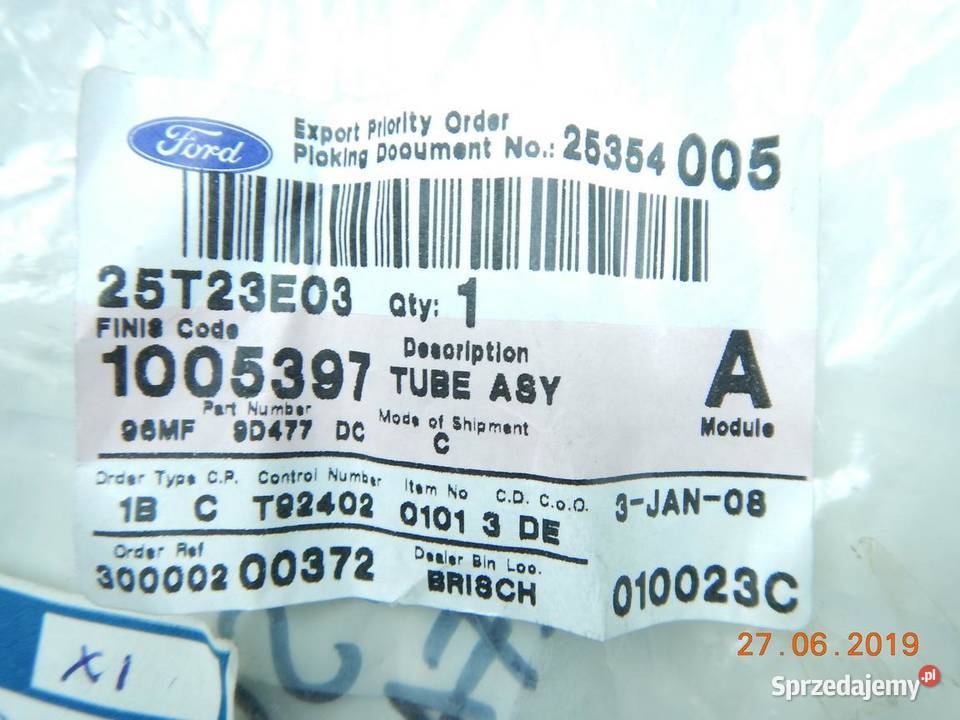 Ford
Export Priority Order
Picking Document No.: 25354 005
25T23E03 Qty: 1
FINIS Code
1005397
Description
TUBE ASY
A
Module
Part Number
96MF 9D477 DC
Mode of Shipment
C
Order Type C.P. Control Number Item No C.D. C.o.O.
1B C T92402 0101 3 DE 3-JAN-08
Order Ref Dealer Bin Loc.
300002 00372 BRISCH 010023C
X1
27.06.2019
Sprzedajemy.pl